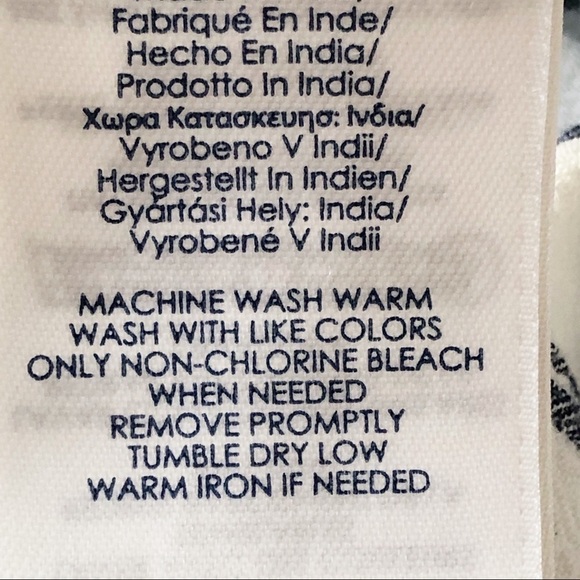 Fabriqué En Inde/
Hecho En India/
Prodotto In India/
Χωρα Κατασκευησ: Ινδια/
Vyrobeno V Indii/
Hergestellt In Indien/
Gyártási Hely: India/
Vyrobené V Indii
MACHINE WASH WARM
WASH WITH LIKE COLORS
ONLY NON-CHLORINE BLEACH
WHEN NEEDED
REMOVE PROMPTLY
TUMBLE DRY LOW
WARM IRON IF NEEDED